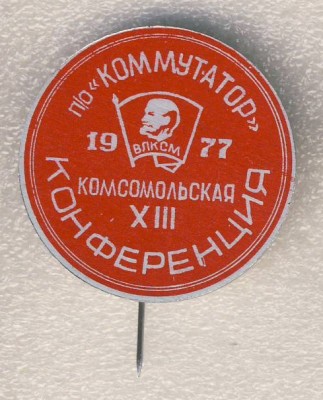 п/о «КОММУТАТОР»
19 77
ВЛКСМ
КОМСОМОЛЬСКАЯ
XIII
КОНФЕРЕНЦИЯ